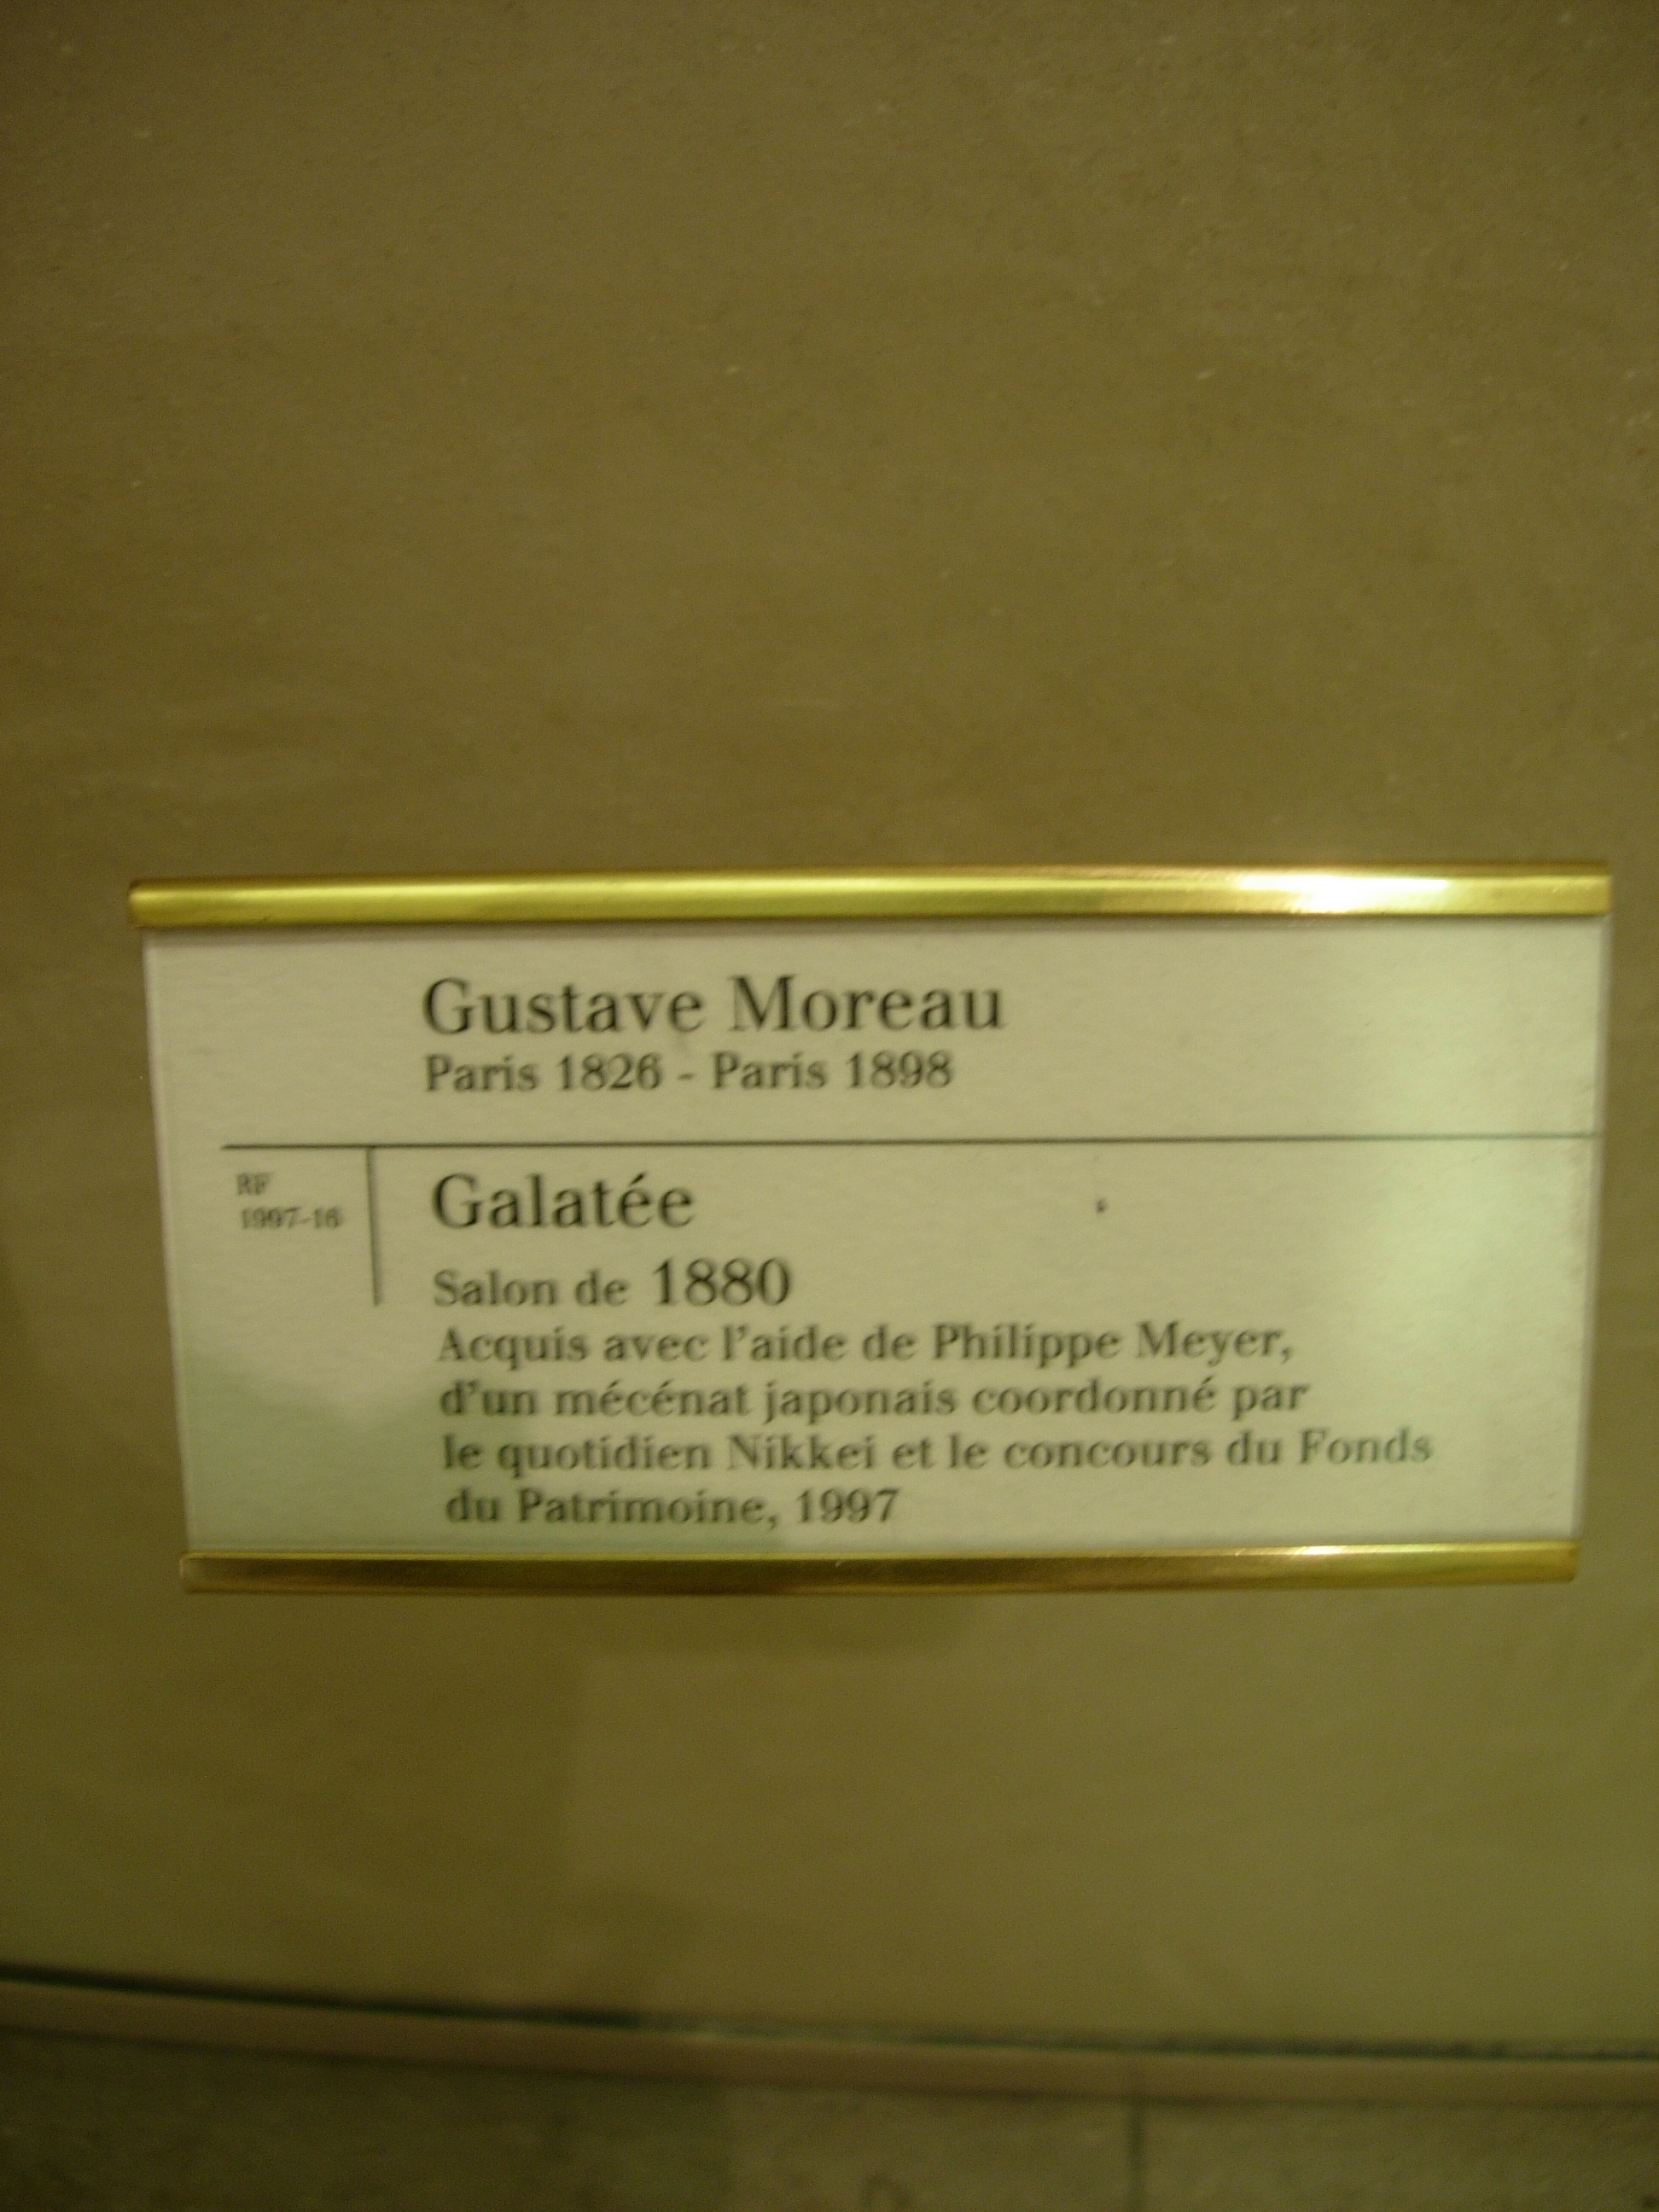 Gustave Moreau
Paris 1826 - Paris 1898
RF
1997-16
Galatée
Salon de 1880
Acquis avec l'aide de Philippe Meyer,
d'un mécénat japonais coordonné par
le quotidien Nikkei et le concours du Fonds
du Patrimoine, 1997